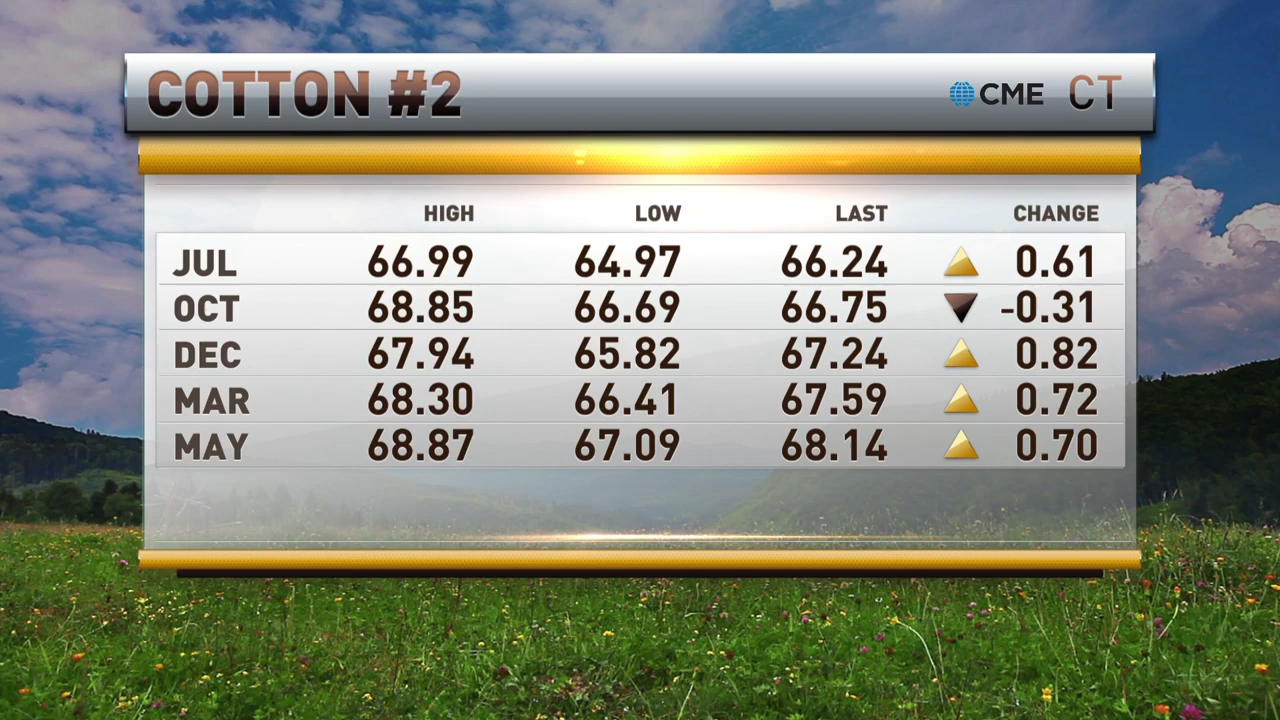 COTTON #2 CME CT
HIGH LOW LAST CHANGE
JUL 66.99 64.97 66.24 0.61
OCT 68.85 66.69 66.75 -0.31
DEC 67.94 65.82 67.24 0.82
MAR 68.30 66.41 67.59 0.72
MAY 68.87 67.09 68.14 0.70